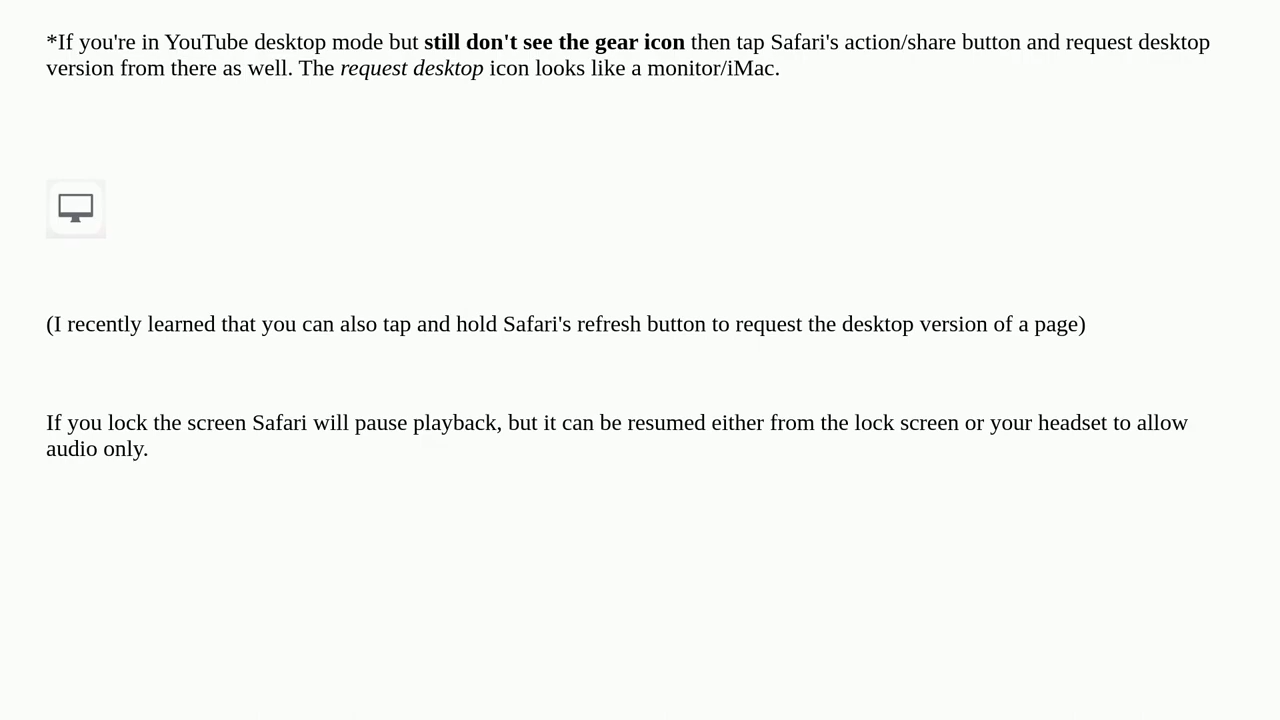 *If you're in YouTube desktop mode but still don't see the gear icon then tap Safari's action/share button and request desktop
version from there as well. The request desktop icon looks like a monitor/iMac.
(I recently learned that you can also tap and hold Safari's refresh button to request the desktop version of a page)
If you lock the screen Safari will pause playback, but it can be resumed either from the lock screen or your headset to allow
audio only.